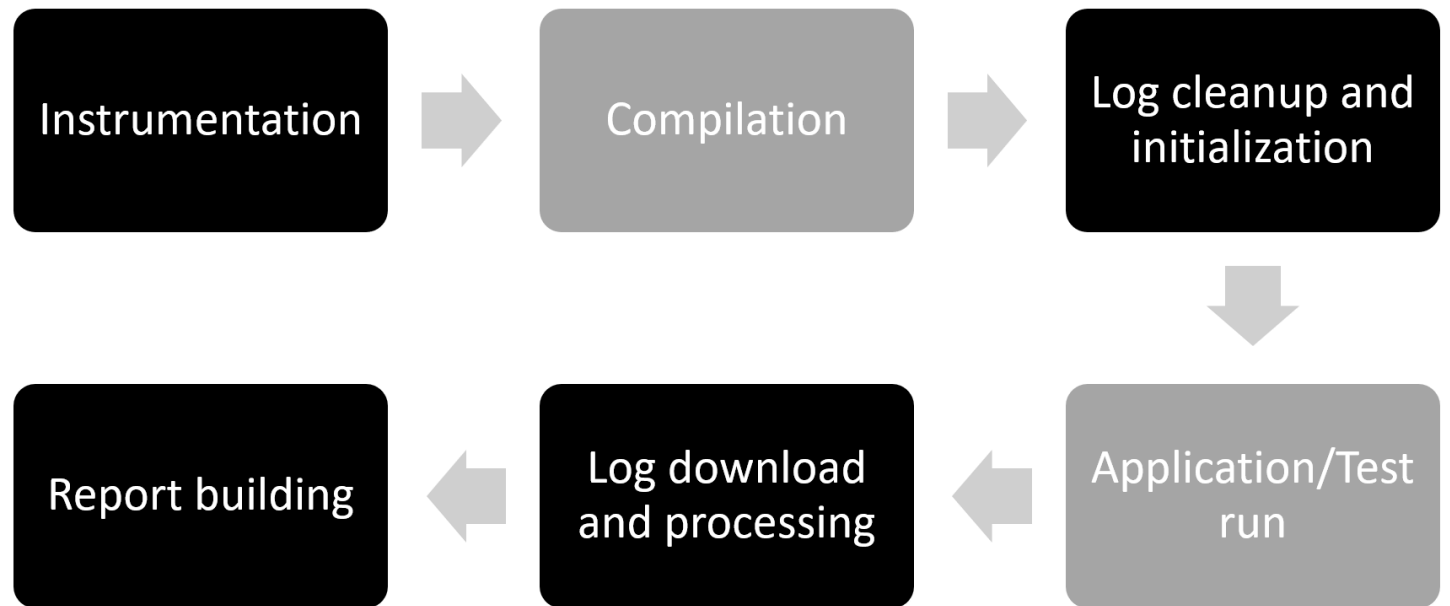 Instrumentation
Compilation
Log cleanup and
initialization
Application/Test
run
Log download
and processing
Report building